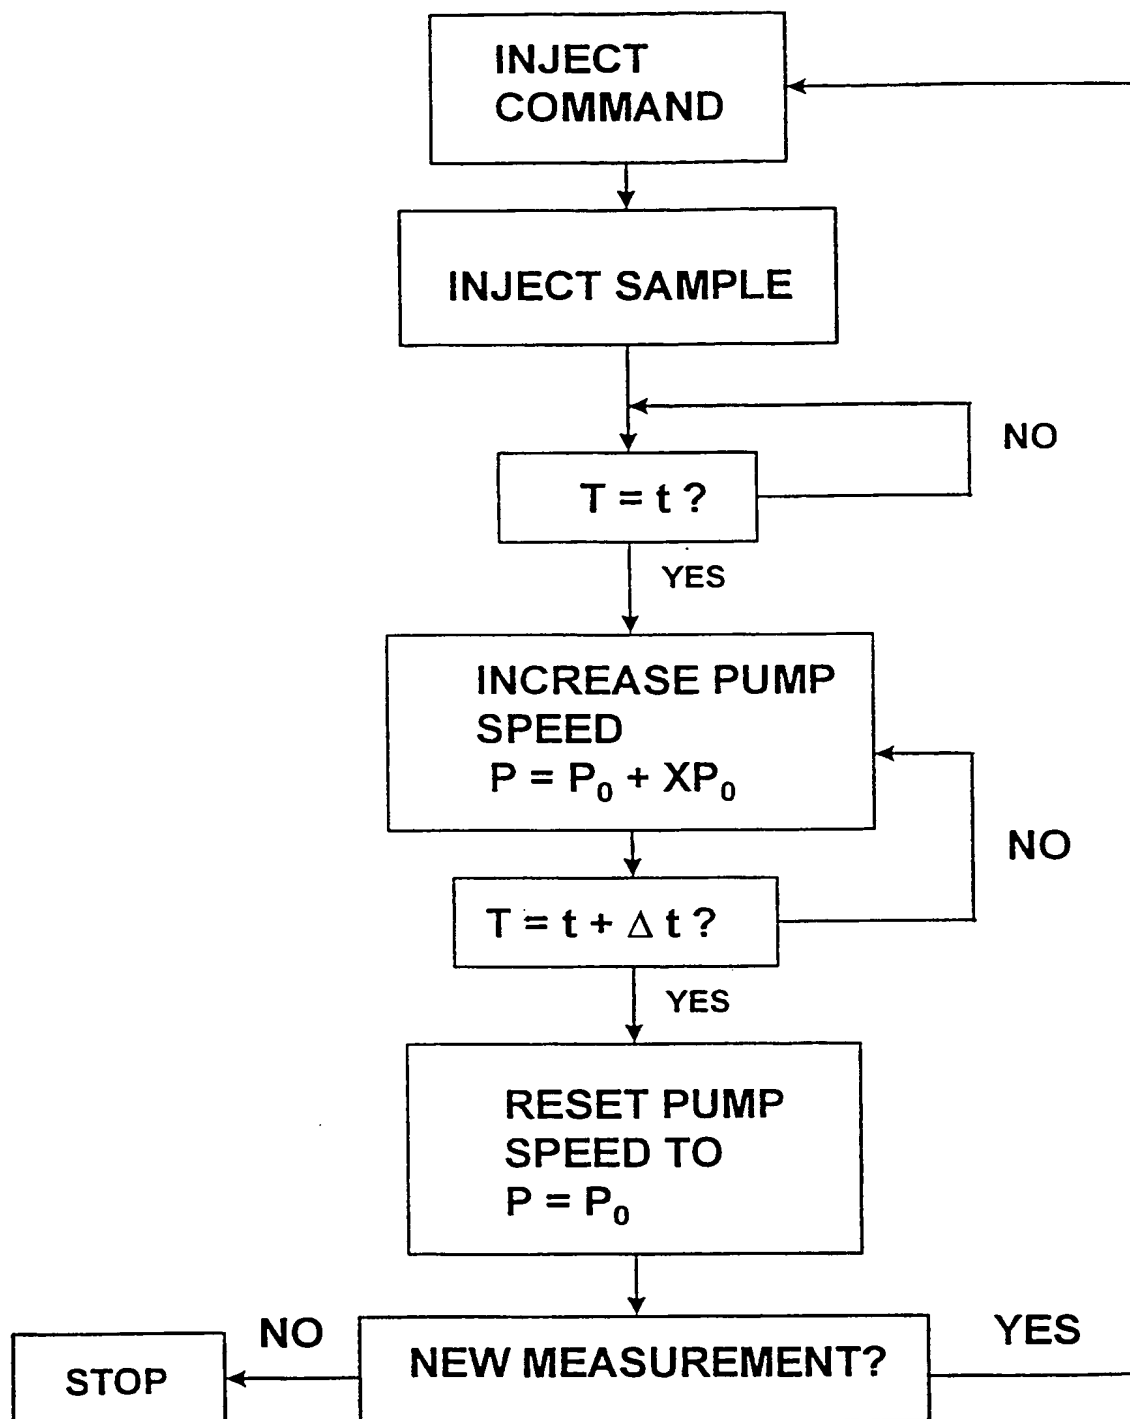 INJECT
COMMAND
INJECT SAMPLE
NO
T = t ?
YES
INCREASE PUMP
SPEED
P = P₀ + XP₀
NO
T = t + Δ t ?
YES
RESET PUMP
SPEED TO
P = P₀
NO
YES
NEW MEASUREMENT?
STOP